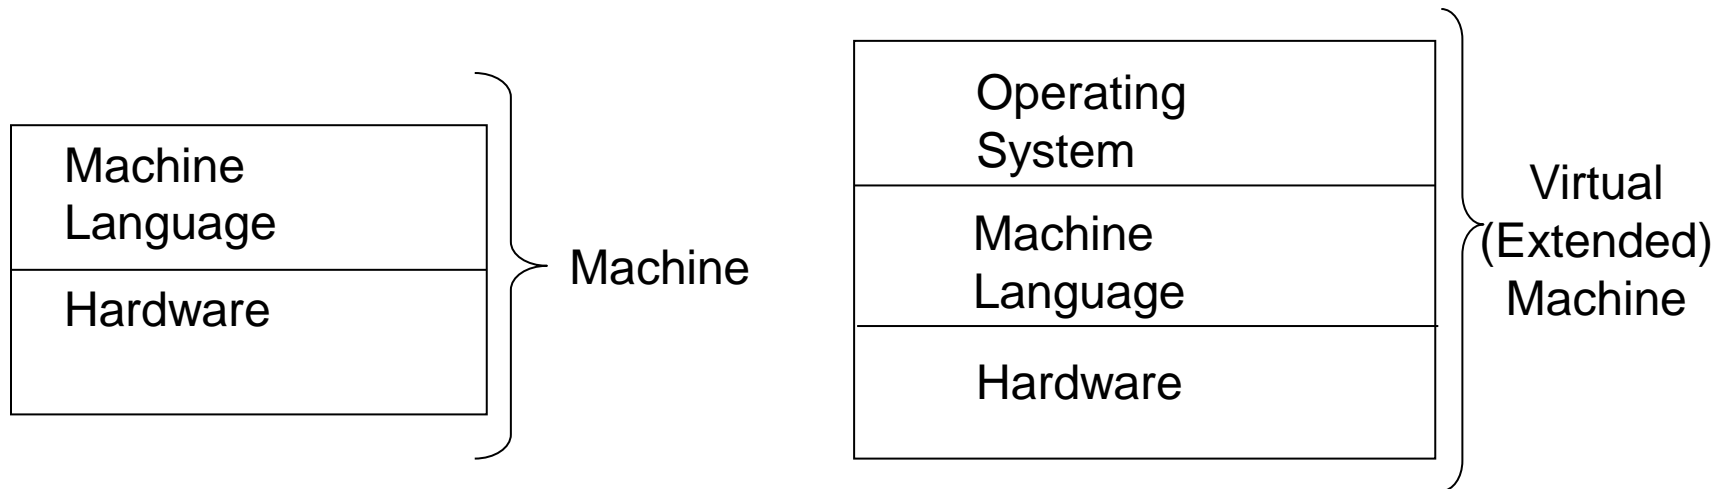 Machine
Language
Hardware
Machine
Operating
System
Machine
Language
Hardware
Virtual
(Extended)
Machine